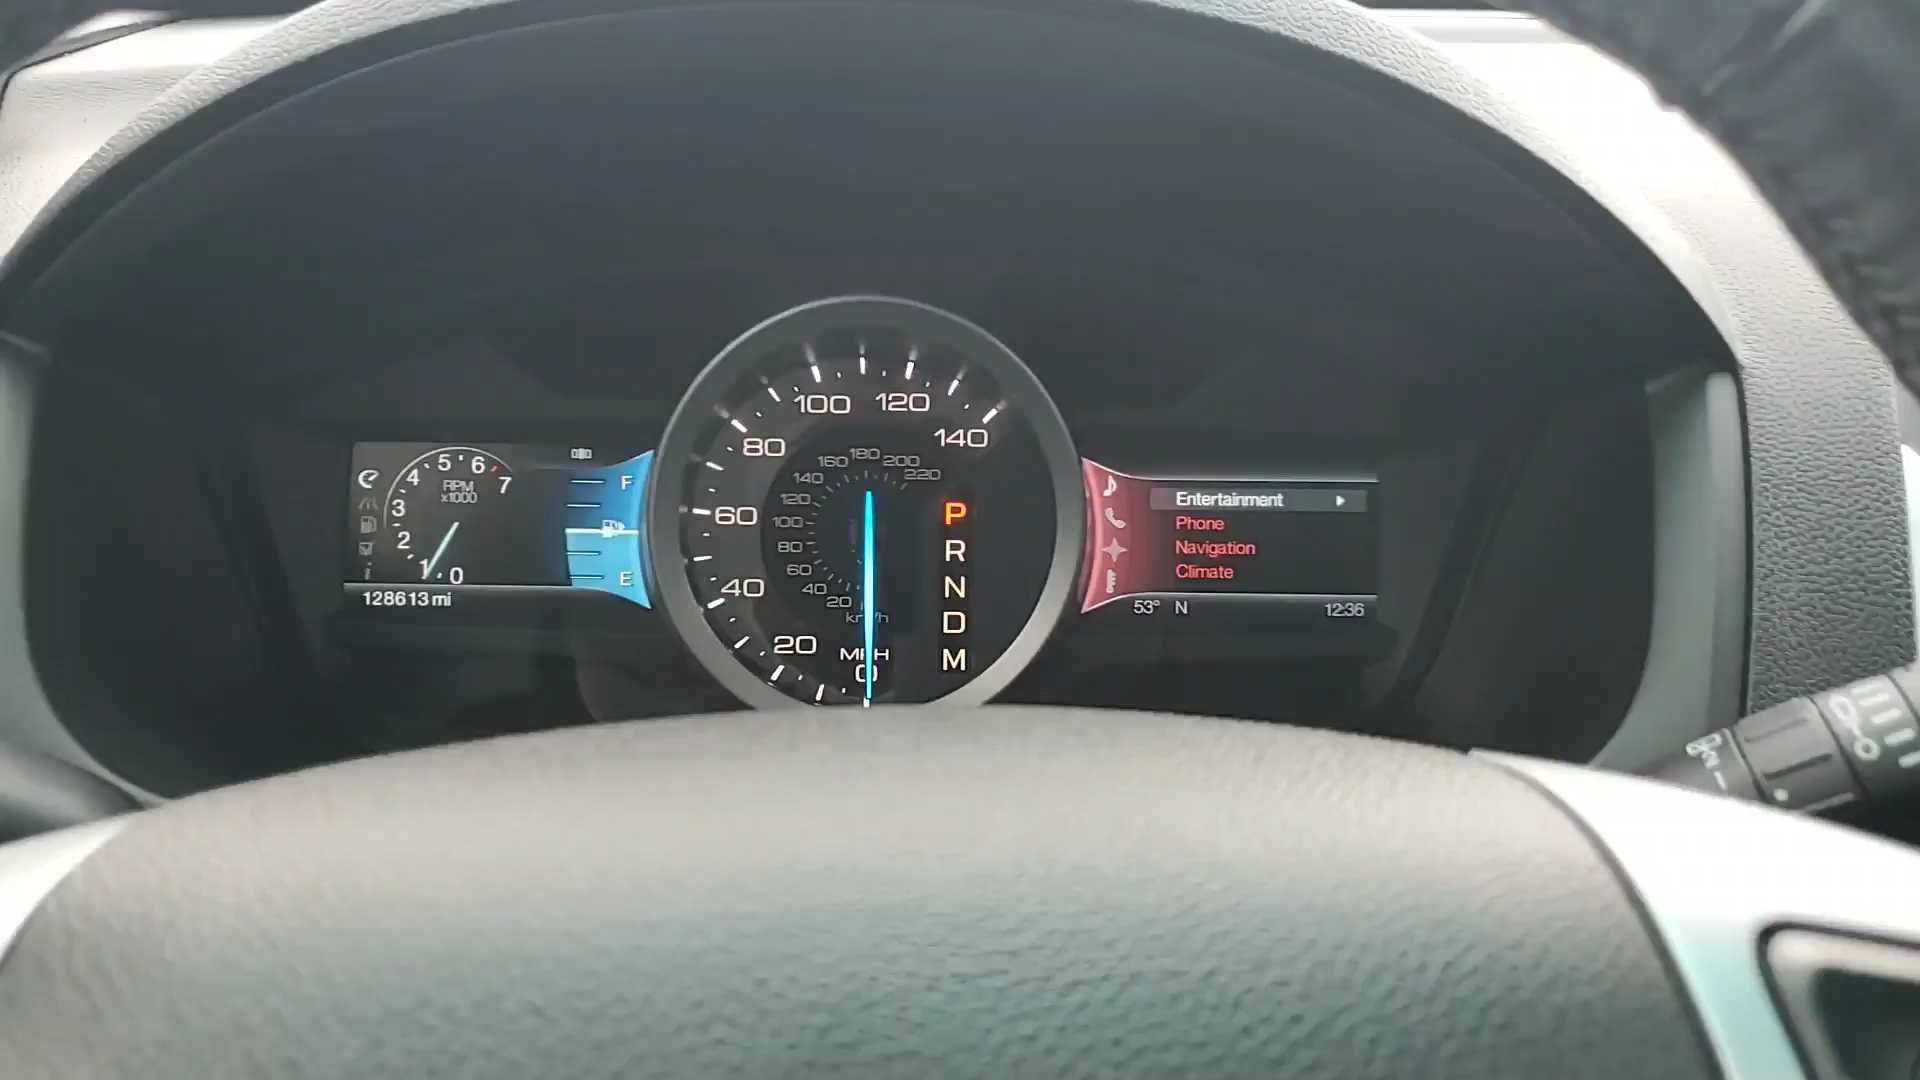 0 1 2 3 4 5 6 7
RPM
x1000
F
E
128613 mi
0 20 40 60 80 100 120 140
MPH
20 40 60 80 100 120 140 160 180 200 220
km/h
P
R
N
D
M
Entertainment
Phone
Navigation
Climate
53° N 12:36